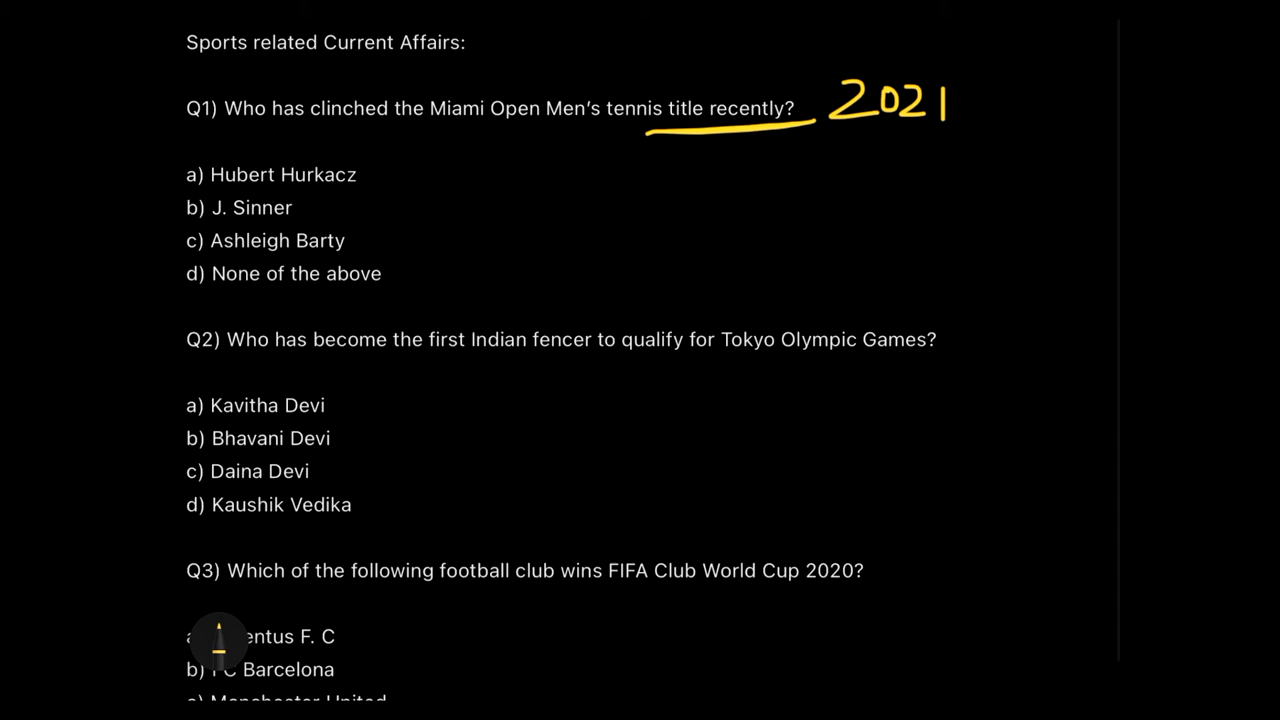 Sports related Current Affairs:
Q1) Who has clinched the Miami Open Men's tennis title recently? 2021
a) Hubert Hurkacz
b) J. Sinner
c) Ashleigh Barty
d) None of the above
Q2) Who has become the first Indian fencer to qualify for Tokyo Olympic Games?
a) Kavitha Devi
b) Bhavani Devi
c) Daina Devi
d) Kaushik Vedika
Q3) Which of the following football club wins FIFA Club World Cup 2020?
entus F. C
b) FC Barcelona
c) Manchester United